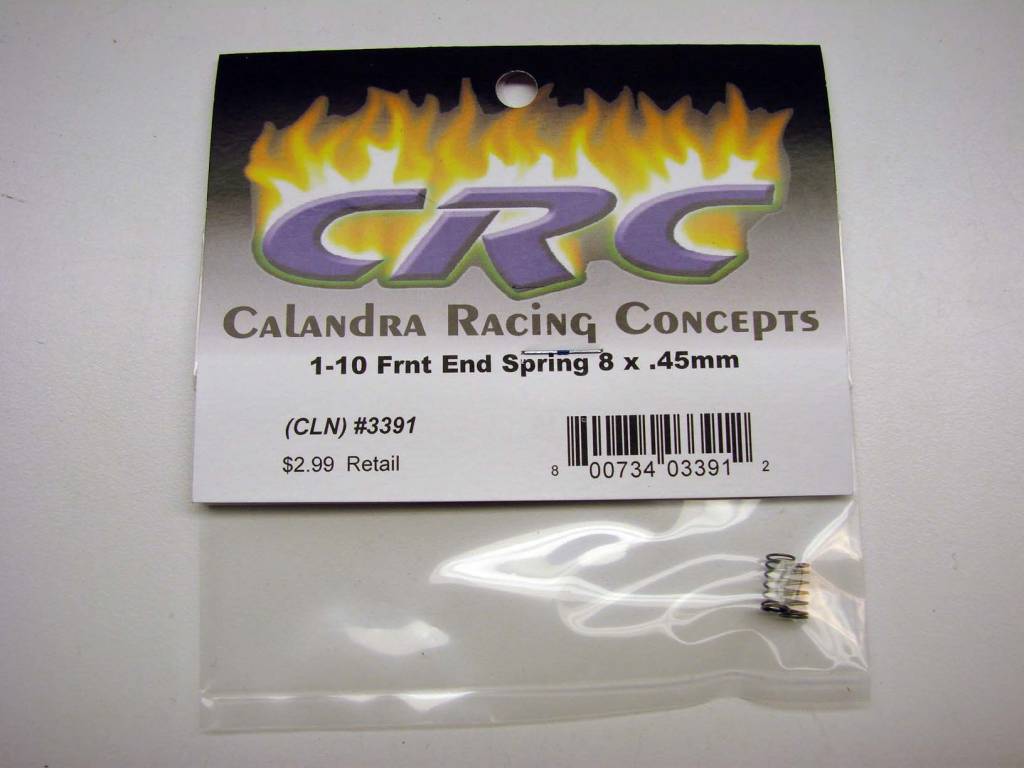 CRC
Calandra Racing Concepts
1-10 Frnt End Spring 8 x .45mm
(CLN) #3391
$2.99 Retail
8 00734 03391 2